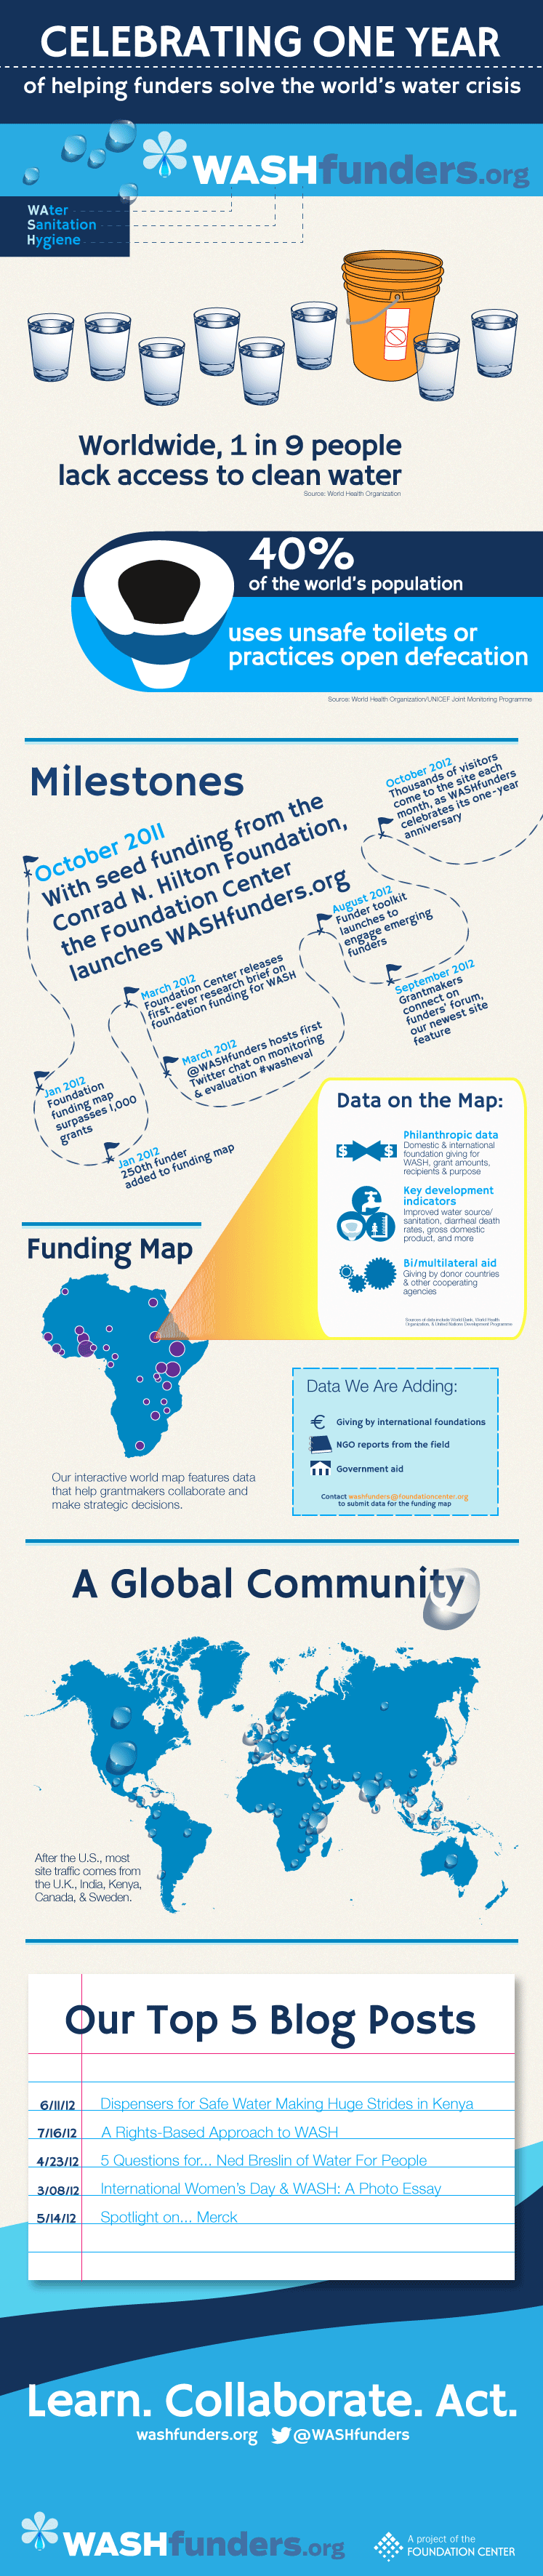 CELEBRATING ONE YEAR
of helping funders solve the world's water crisis
WASHfunders.org
WAter
Sanitation
Hygiene
Worldwide, 1 in 9 people
lack access to clean water
Source: World Health Organization
40%
of the world's population
uses unsafe toilets or
practices open defecation
Source: World Health Organization/UNICEF Joint Monitoring Programme
Milestones
October 2011
With seed funding from the
Conrad N. Hilton Foundation,
the Foundation Center
launches WASHfunders.org
Jan 2012
Foundation
funding map
surpasses 1,000
grants
Jan 2012
250th funder
added to funding map
March 2012
Foundation Center releases
first-ever research brief on
foundation funding for WASH
March 2012
@WASHfunders hosts first
Twitter chat on monitoring
& evaluation #washeval
August 2012
Funder toolkit
launches to
engage emerging
funders
September 2012
Grantmakers
connect on
funders' forum,
our newest site
feature
October 2012
Thousands of visitors
come to the site each
month, as WASHfunders
celebrates its one-year
anniversary
Data on the Map:
Philanthropic data
Domestic & international
foundation giving for
WASH, grant amounts,
recipients & purpose
Key development
indicators
Improved water source/
sanitation, diarrheal death
rates, gross domestic
product, and more
Bi/multilateral aid
Giving by donor countries
& other cooperating
agencies
Sources of data include World Bank, World Health
Organization, & United Nations Development Programme
Funding Map
Our interactive world map features data
that help grantmakers collaborate and
make strategic decisions.
Data We Are Adding:
€ Giving by international foundations
NGO reports from the field
Government aid
Contact washfunders@foundationcenter.org
to submit data for the funding map
A Global Community
After the U.S., most
site traffic comes from
the U.K., India, Kenya,
Canada, & Sweden.
Our Top 5 Blog Posts
6/11/12 Dispensers for Safe Water Making Huge Strides in Kenya
7/16/12 A Rights-Based Approach to WASH
4/23/12 5 Questions for... Ned Breslin of Water For People
3/08/12 International Women's Day & WASH: A Photo Essay
5/14/12 Spotlight on... Merck
Learn. Collaborate. Act.
washfunders.org @WASHfunders
WASHfunders.org
A project of the
FOUNDATION CENTER